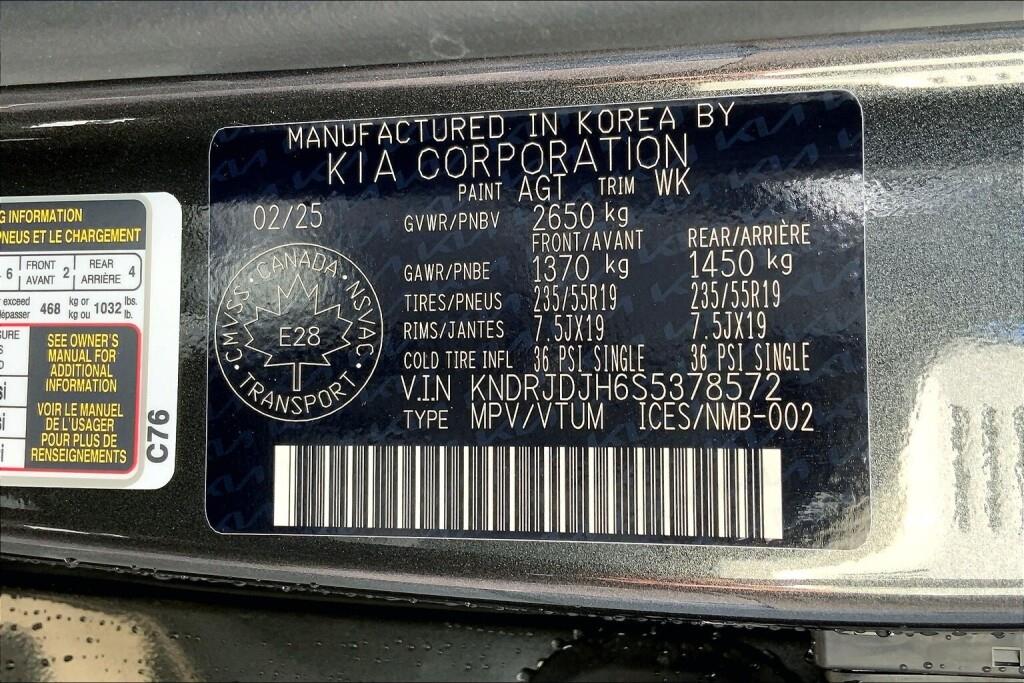 MANUFACTURED IN KOREA BY
KIA CORPORATION
PAINT AGT TRIM WK
02/25
GVWR/PNBV 2650 kg
FRONT/AVANT REAR/ARRIÈRE
GAWR/PNBE 1370 kg 1450 kg
TIRES/PNEUS 235/55R19 235/55R19
RIMS/JANTES 7.5JX19 7.5JX19
COLD TIRE INFL 36 PSI SINGLE 36 PSI SINGLE
V.I.N KNDRJDJH6S5378572
TYPE MPV/VTUM ICES/NMB-002
CANADA
CMVSS NSVAC
E28
TRANSPORT
G INFORMATION
PNEUS ET LE CHARGEMENT
6 FRONT AVANT 2 REAR ARRIÈRE 4
exceed 468 kg or 1032 lbs.
dépasser kg ou lb.
SEE OWNER'S
MANUAL FOR
ADDITIONAL
INFORMATION
VOIR LE MANUEL
DE L'USAGER
POUR PLUS DE
RENSEIGNEMENTS
C76